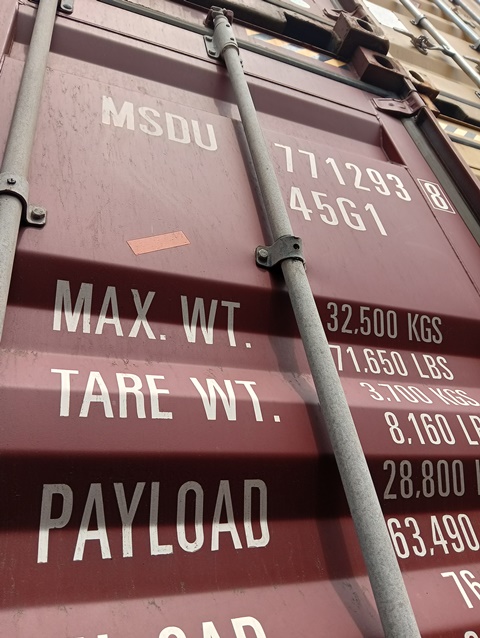 MSDU 771293 8
45G1
MAX. WT. 32,500 KGS
71,650 LBS
TARE WT. 3,700 KGS
8,160
PAYLOAD 28,800
63,490